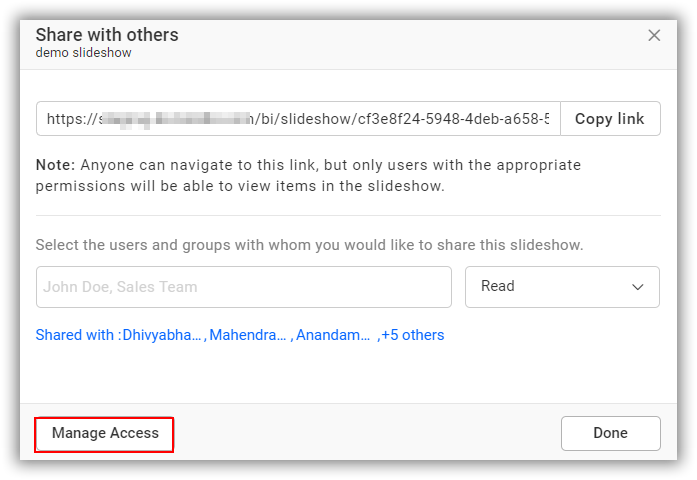 Share with others
demo slideshow
https://s /bi/slideshow/cf3e8f24-5948-4deb-a658-5 Copy link
Note: Anyone can navigate to this link, but only users with the appropriate
permissions will be able to view items in the slideshow.
Select the users and groups with whom you would like to share this slideshow.
John Doe, Sales Team Read
Shared with :Dhivyabha… , Mahendra… , Anandam… ,+5 others
Manage Access Done